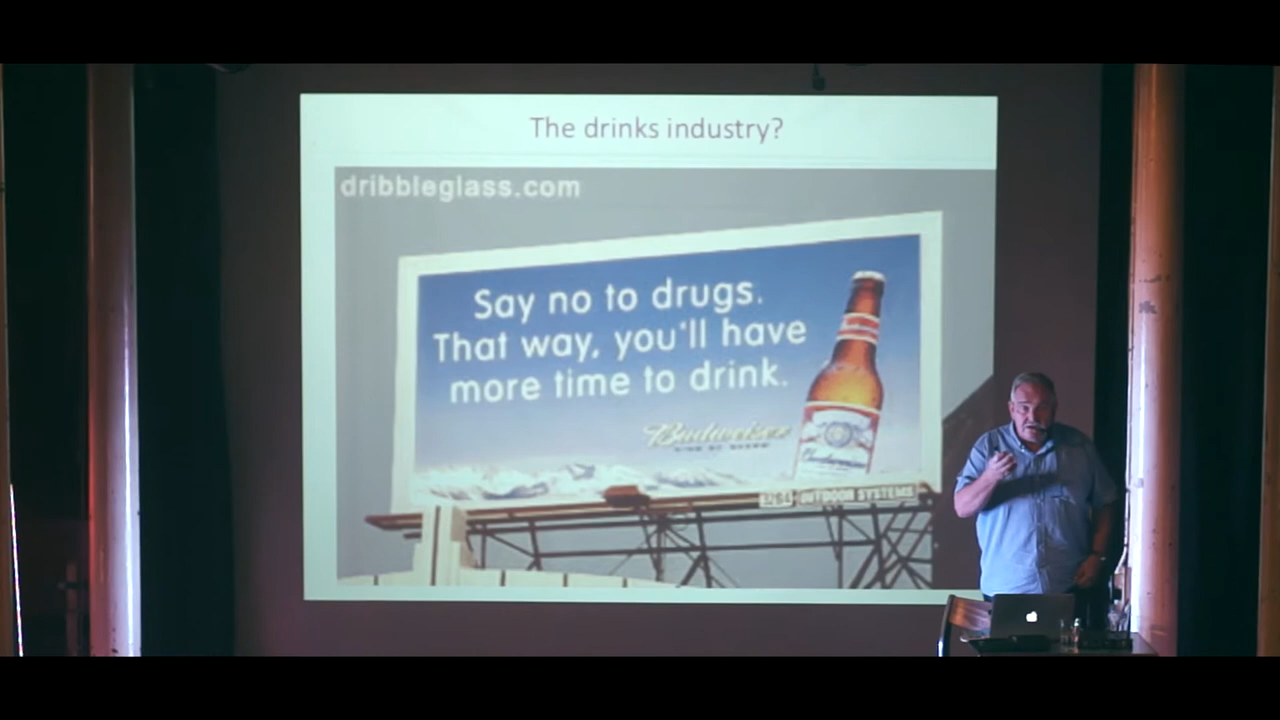 The drinks industry?
dribbleglass.com
Say no to drugs.
That way, you'll have
more time to drink.
Budweiser
OUTDOOR SYSTEMS
Budweiser